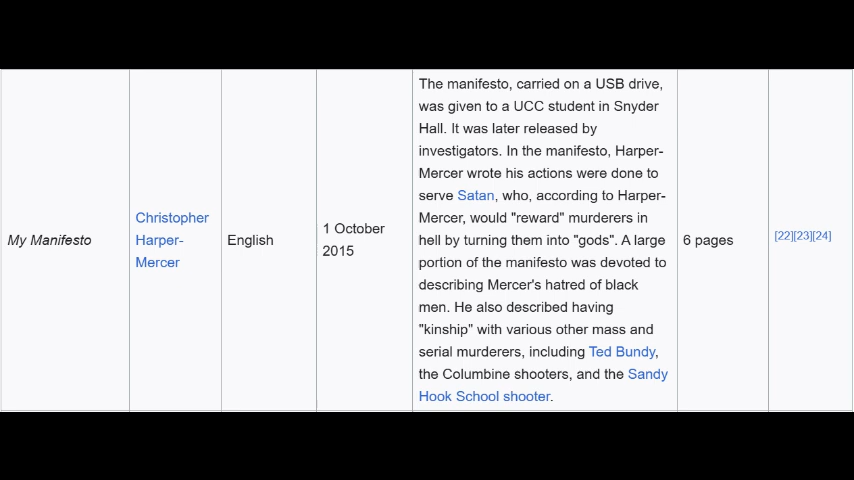 My Manifesto
Christopher
Harper-
Mercer
English
1 October
2015
The manifesto, carried on a USB drive,
was given to a UCC student in Snyder
Hall. It was later released by
investigators. In the manifesto, Harper-
Mercer wrote his actions were done to
serve Satan, who, according to Harper-
Mercer, would "reward" murderers in
hell by turning them into "gods". A large
portion of the manifesto was devoted to
describing Mercer's hatred of black
men. He also described having
"kinship" with various other mass and
serial murderers, including Ted Bundy,
the Columbine shooters, and the Sandy
Hook School shooter.
6 pages
[22][23][24]